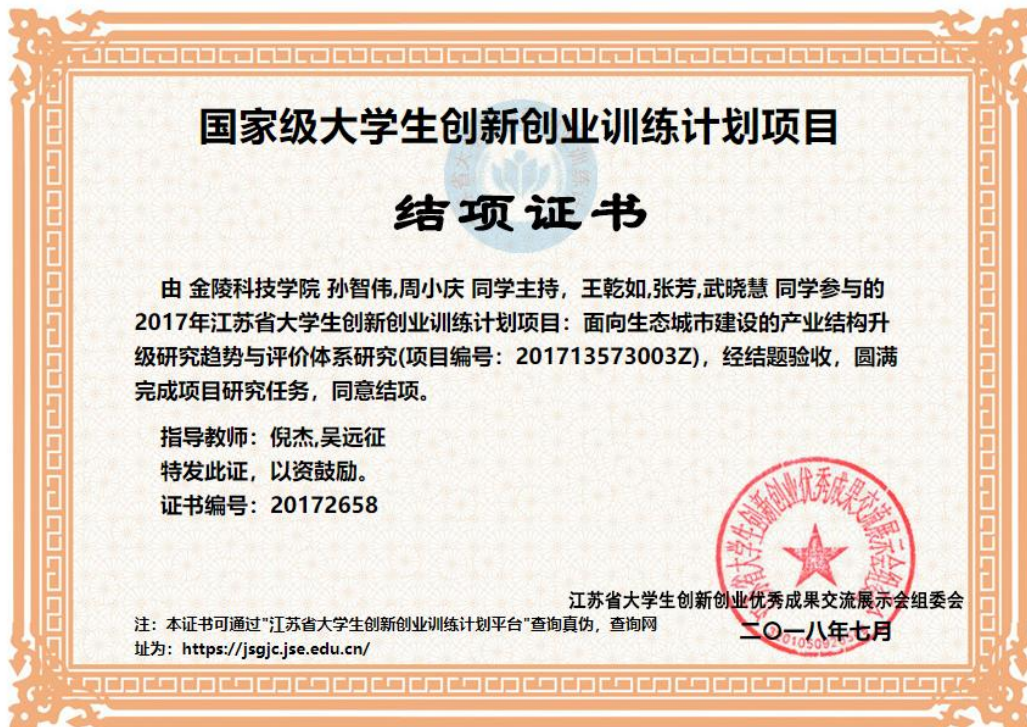 国家级大学生创新创业训练计划项目
结项证书
由 金陵科技学院 孙智伟,周小庆 同学主持，王乾如,张芳,武晓慧 同学参与的
2017年江苏省大学生创新创业训练计划项目：面向生态城市建设的产业结构升
级研究趋势与评价体系研究(项目编号：201713573003Z)，经结题验收，圆满
完成项目研究任务，同意结项。
指导教师：倪杰,吴远征
特发此证，以资鼓励。
证书编号：20172658
江苏省大学生创新创业优秀成果交流展示会组委会
二〇一八年七月
注：本证书可通过"江苏省大学生创新创业训练计划平台"查询真伪，查询网
址为：https://jsgjc.jse.edu.cn/